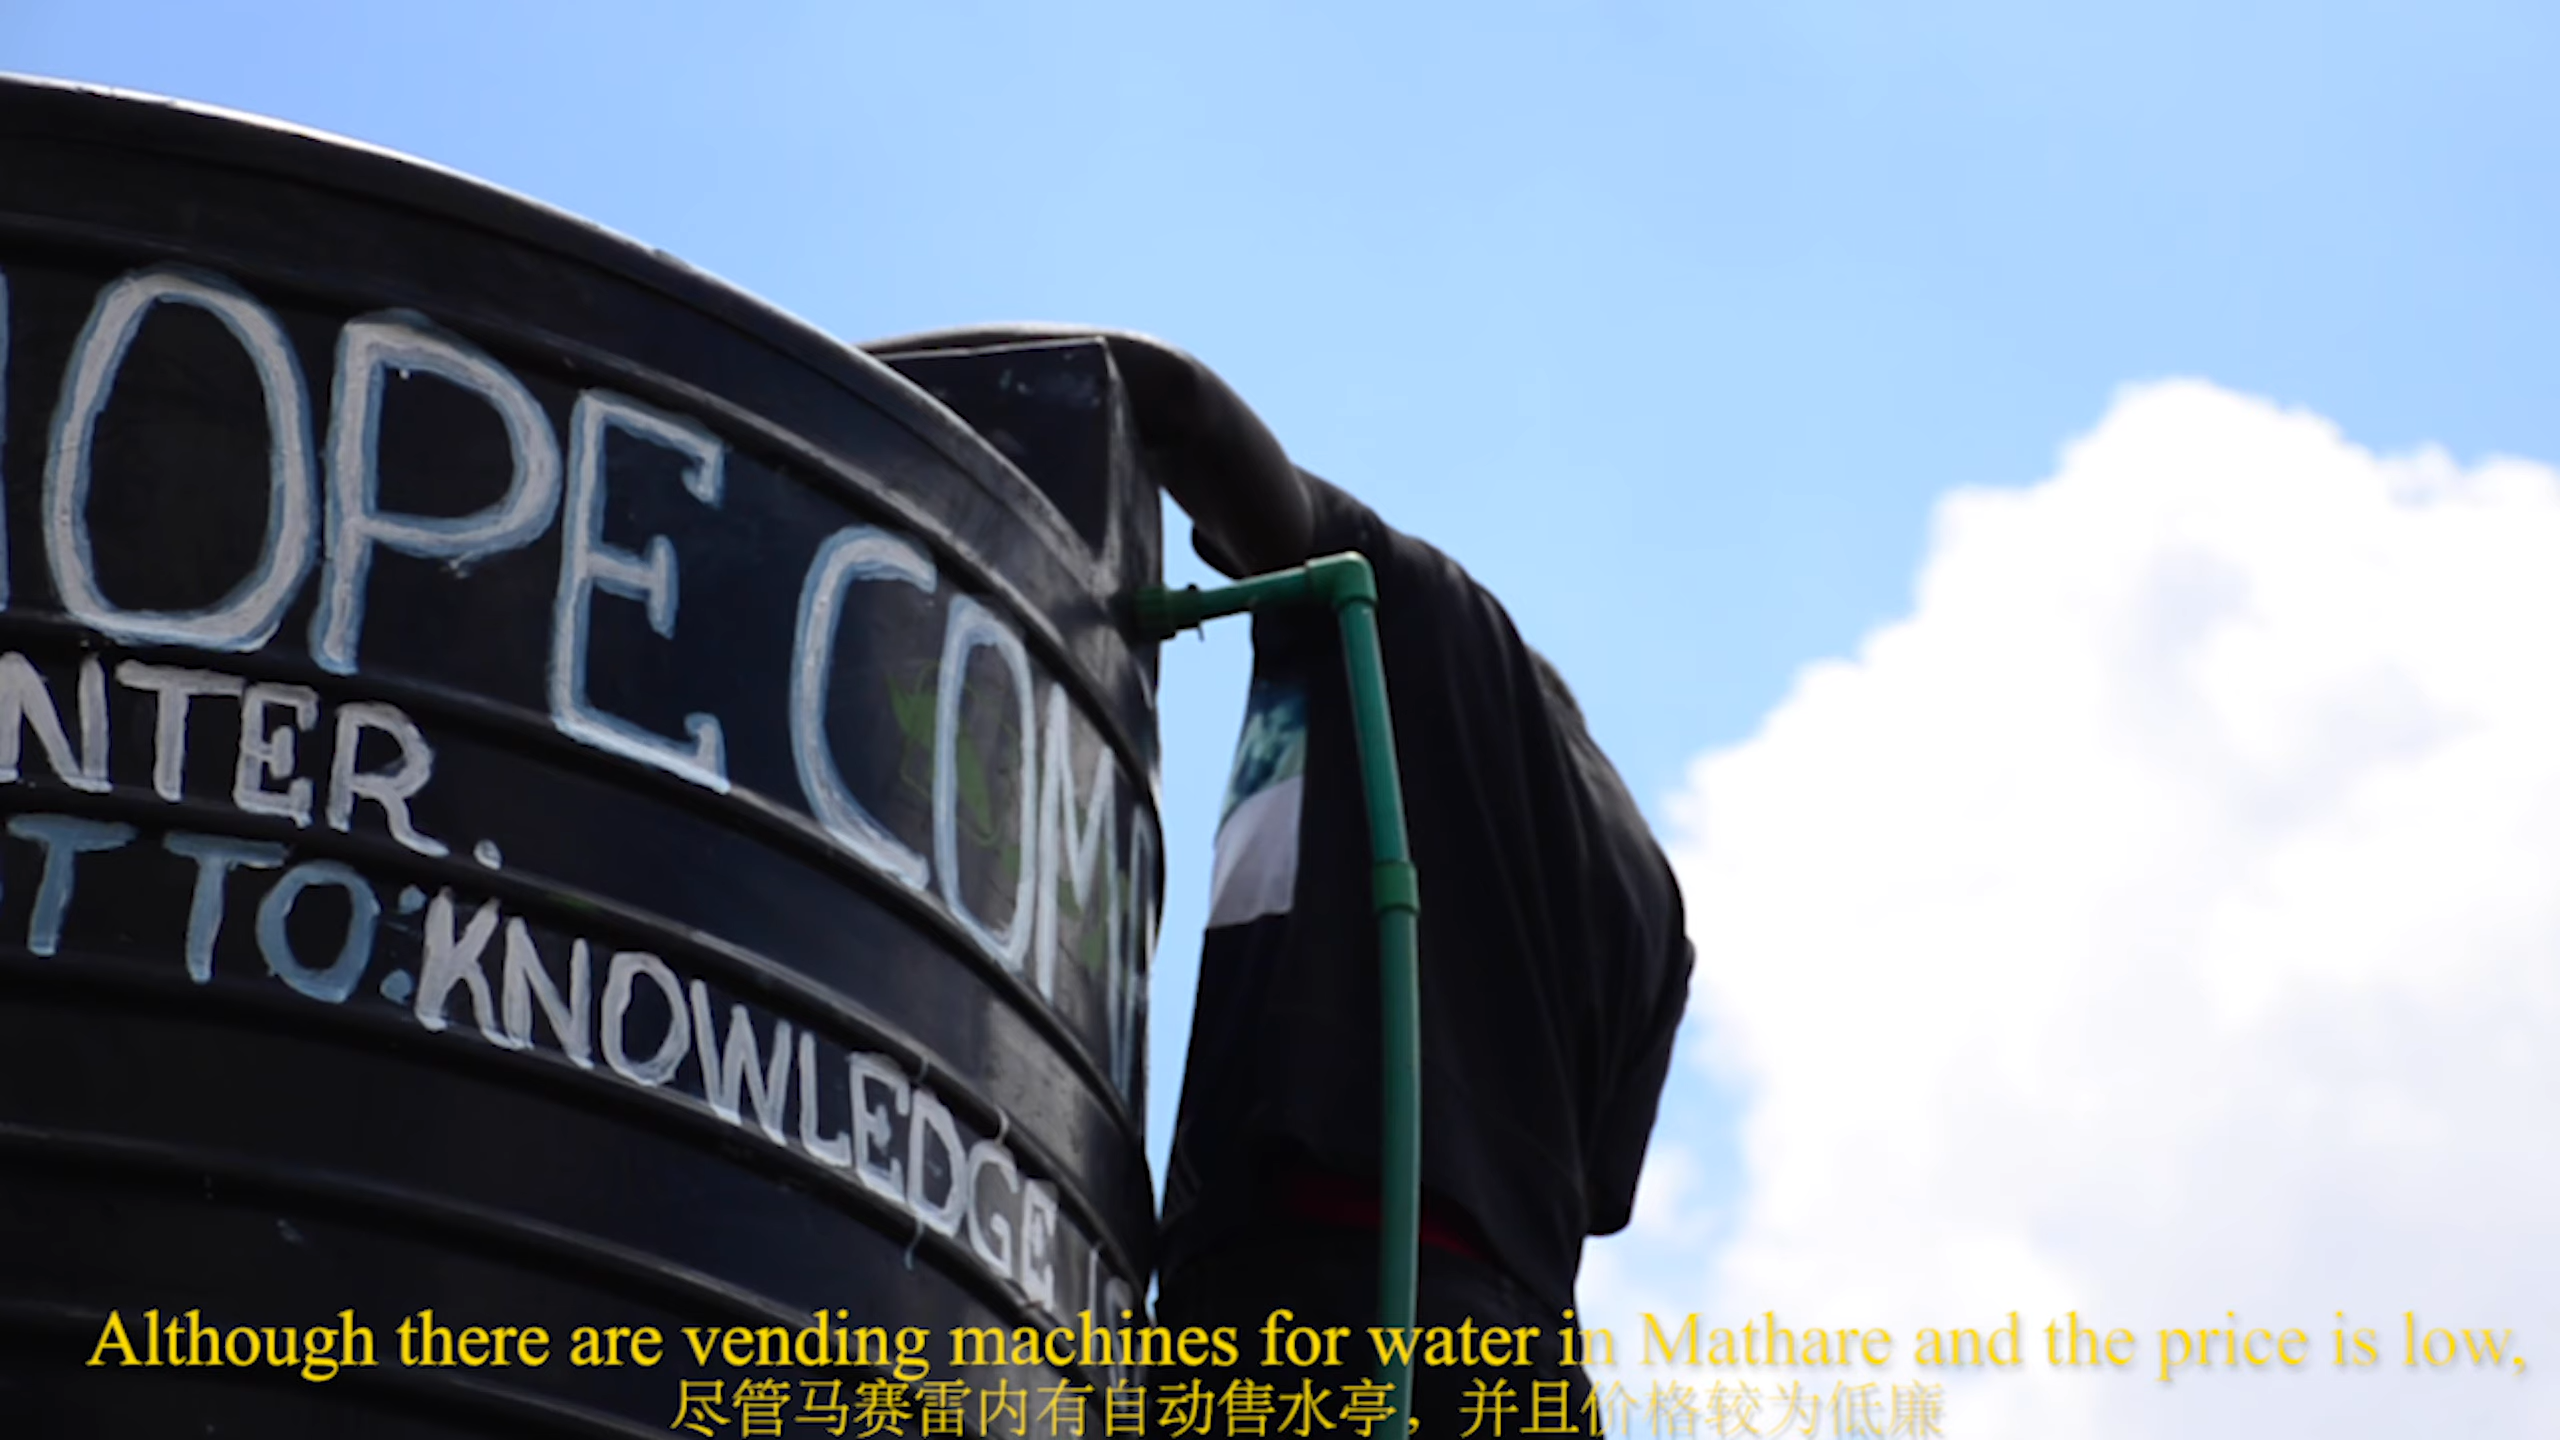 HOPE COM
NTER.
T TO: KNOWLEDGE IS
Although there are vending machines for water in Mathare and the price is low,
尽管马赛雷内有自动售水亭，并且价格较为低廉